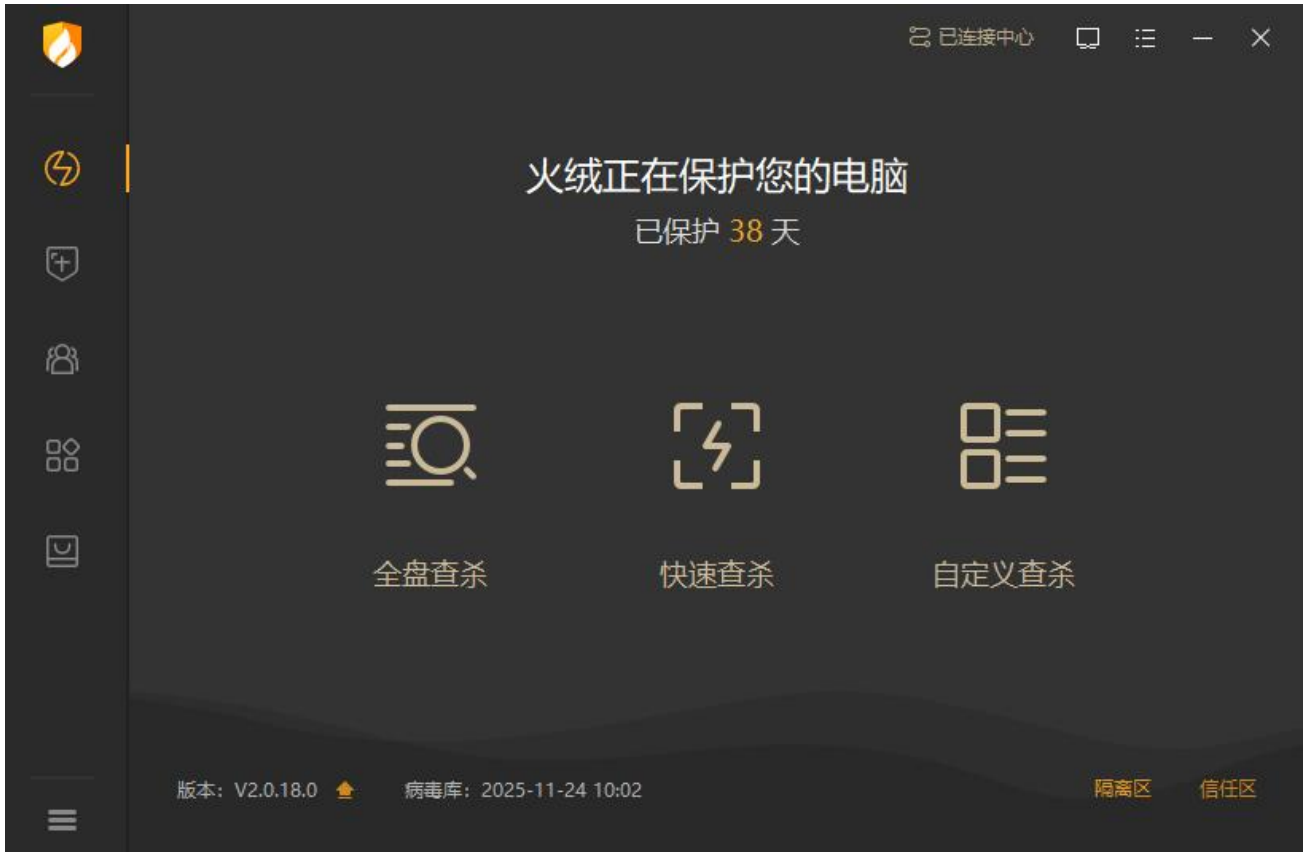 已连接中心
火绒正在保护您的电脑
已保护 38 天
全盘查杀 快速查杀 自定义查杀
版本：V2.0.18.0 病毒库：2025-11-24 10:02 隔离区 信任区